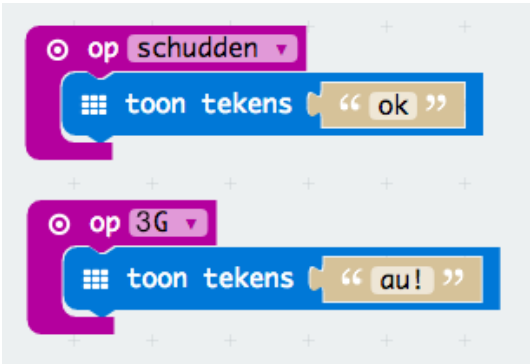 op schudden
toon tekens “ ok ”
op 3G
toon tekens “ au! ”